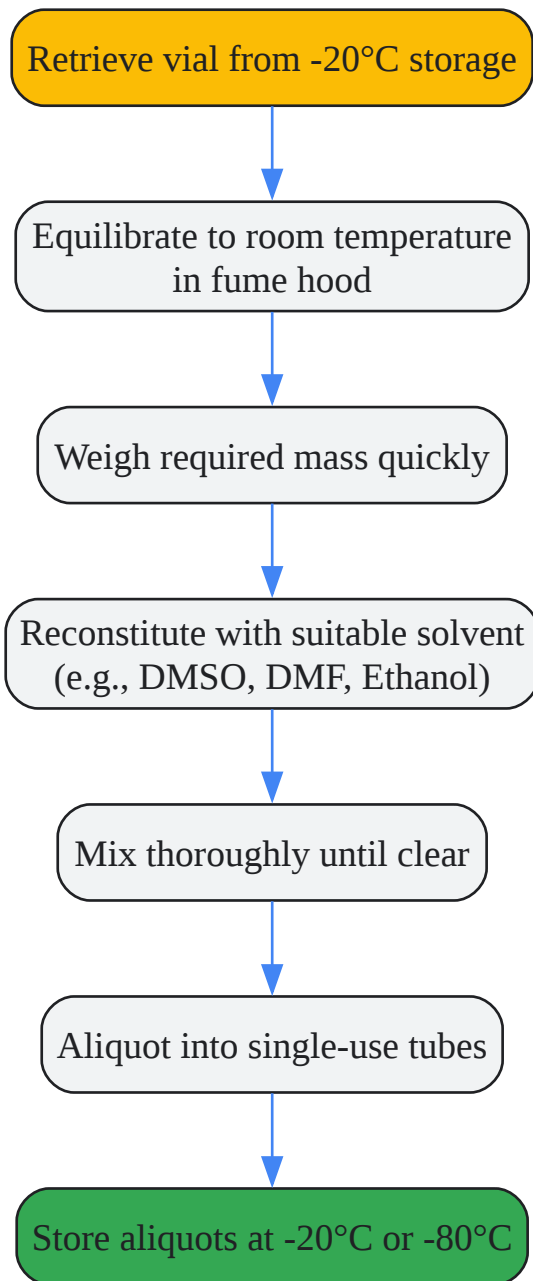 Retrieve vial from -20°C storage
Equilibrate to room temperature
in fume hood
Weigh required mass quickly
Reconstitute with suitable solvent
(e.g., DMSO, DMF, Ethanol)
Mix thoroughly until clear
Aliquot into single-use tubes
Store aliquots at -20°C or -80°C